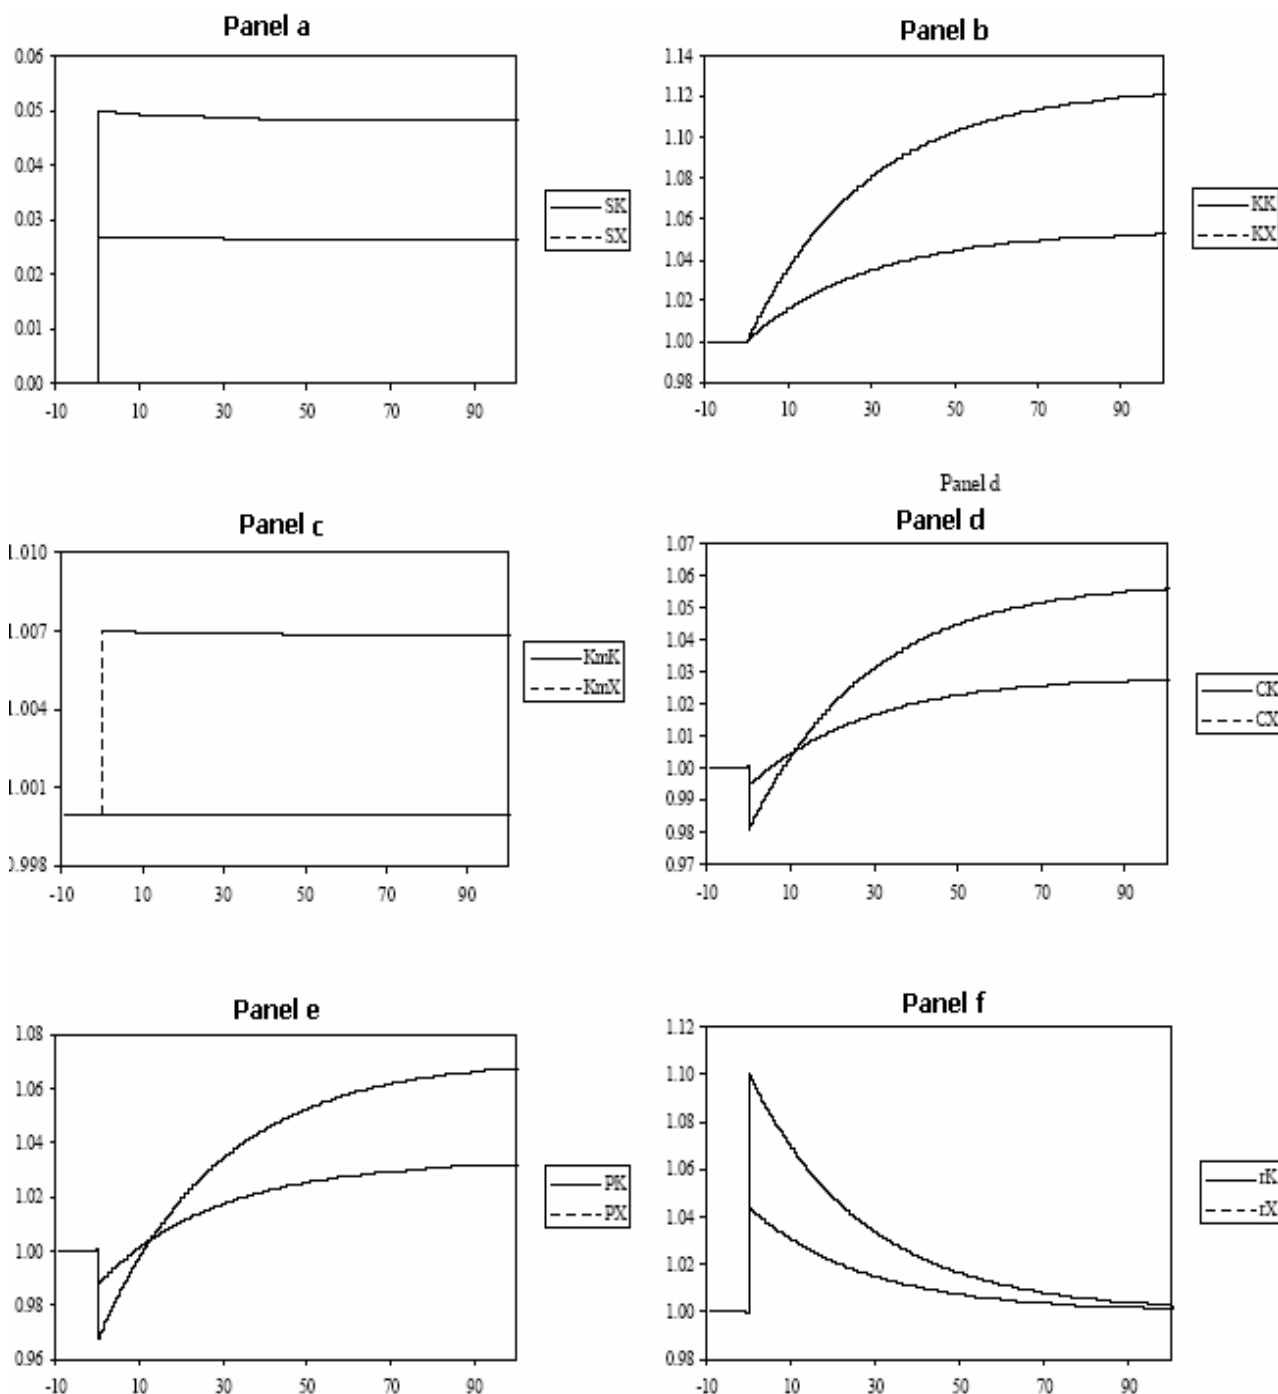 Panel a
0.06
0.05
0.04
0.03
0.02
0.01
0.00
-10 10 30 50 70 90
SK
SX
Panel b
1.14
1.12
1.10
1.08
1.06
1.04
1.02
1.00
0.98
-10 10 30 50 70 90
KK
KX
Panel c
1.010
1.007
1.004
1.001
0.998
-10 10 30 50 70 90
KmK
KmX
Panel d
Panel d
1.07
1.06
1.05
1.04
1.03
1.02
1.01
1.00
0.99
0.98
0.97
-10 10 30 50 70 90
CK
CX
Panel e
1.08
1.06
1.04
1.02
1.00
0.98
0.96
-10 10 30 50 70 90
PK
PX
Panel f
1.12
1.10
1.08
1.06
1.04
1.02
1.00
0.98
-10 10 30 50 70 90
rK
rX